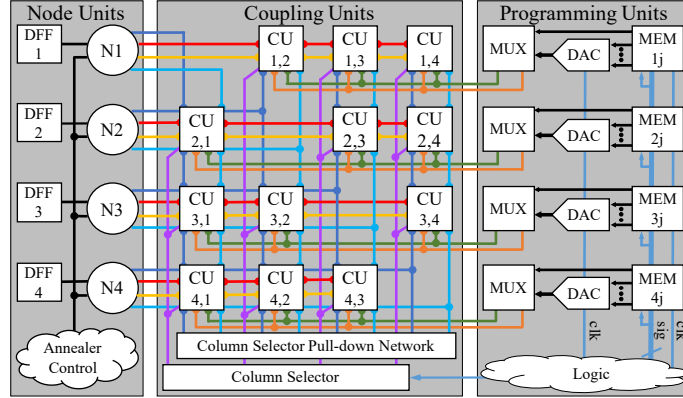 Node Units
Coupling Units
Programming Units
DFF
1
N1
CU
1,2
CU
1,3
CU
1,4
MUX
DAC
MEM
1j
DFF
2
N2
CU
2,1
CU
2,3
CU
2,4
MUX
DAC
MEM
2j
DFF
3
N3
CU
3,1
CU
3,2
CU
3,4
MUX
DAC
MEM
3j
DFF
4
N4
CU
4,1
CU
4,2
CU
4,3
MUX
DAC
MEM
4j
clk
sig
clk
Annealer
Control
Column Selector Pull-down Network
Column Selector
Logic